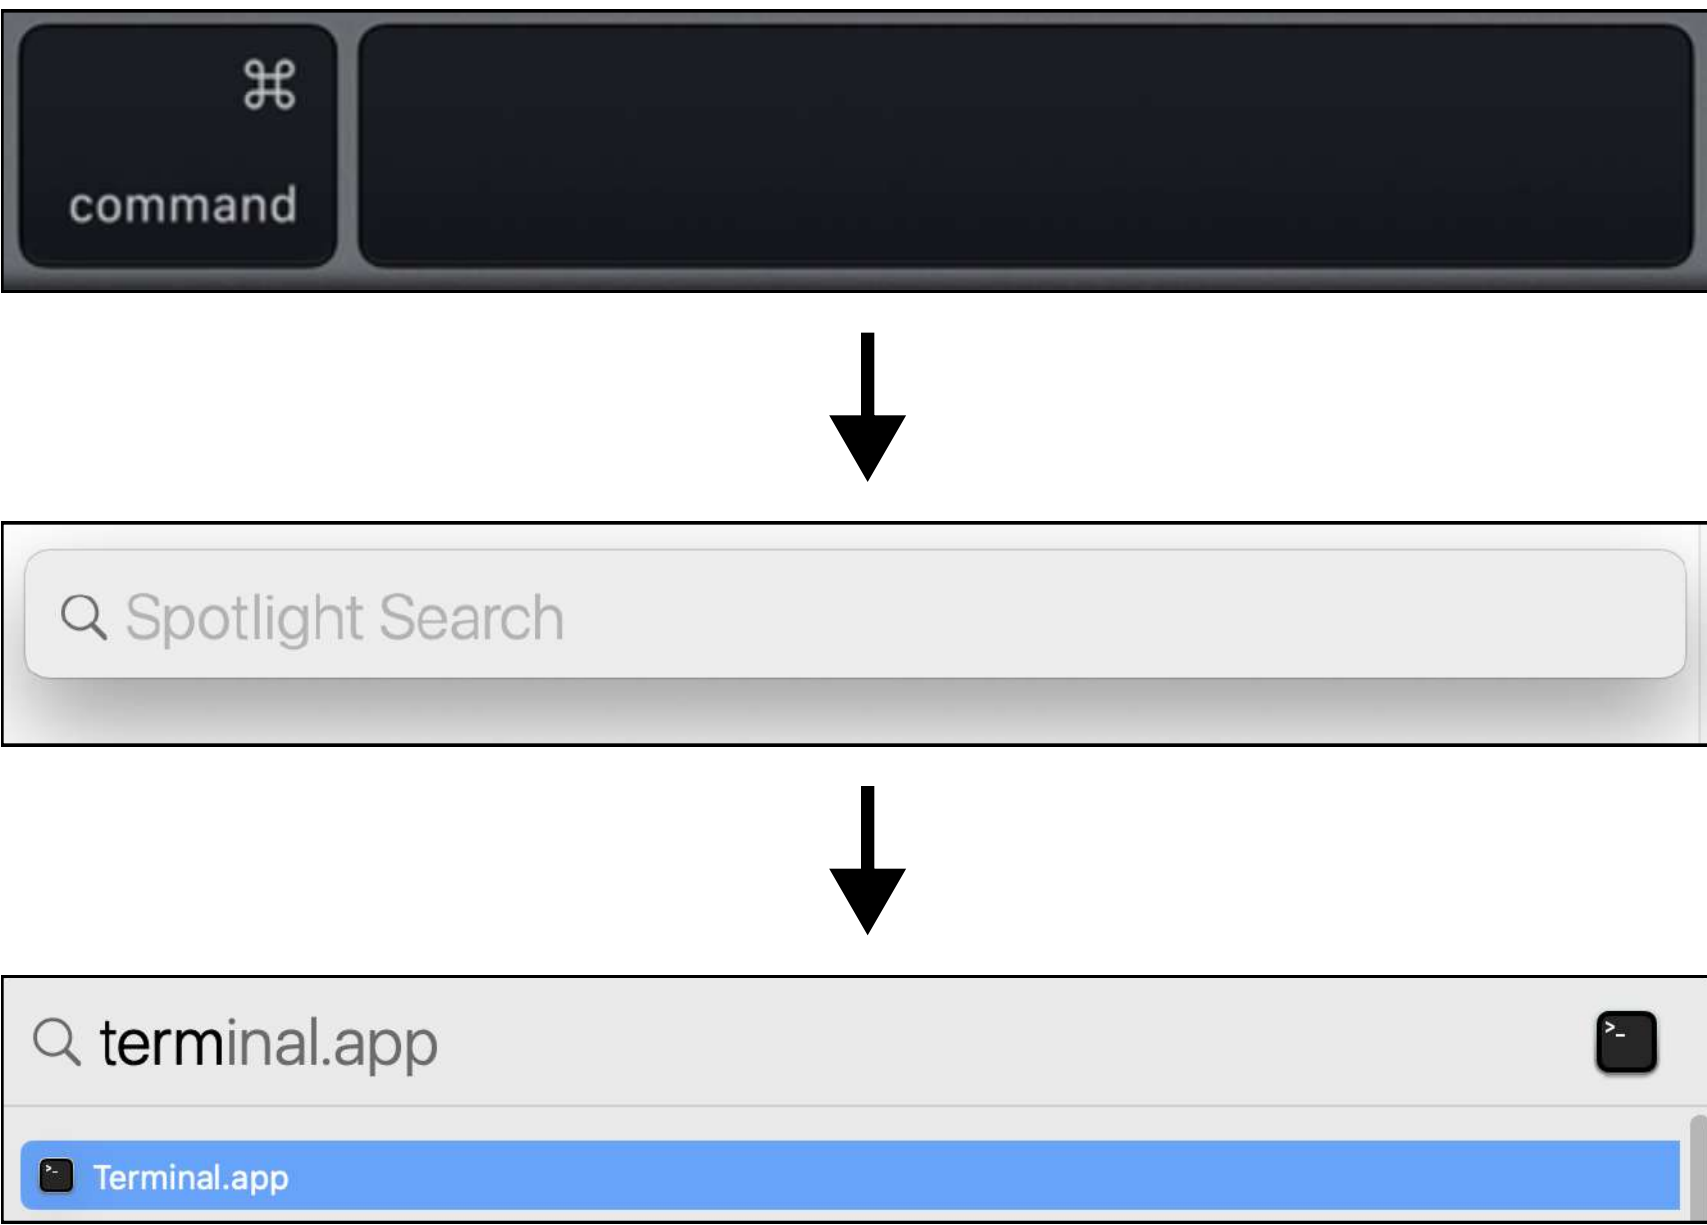 ⌘
command
Spotlight Search
terminal.app
>_
>_
Terminal.app